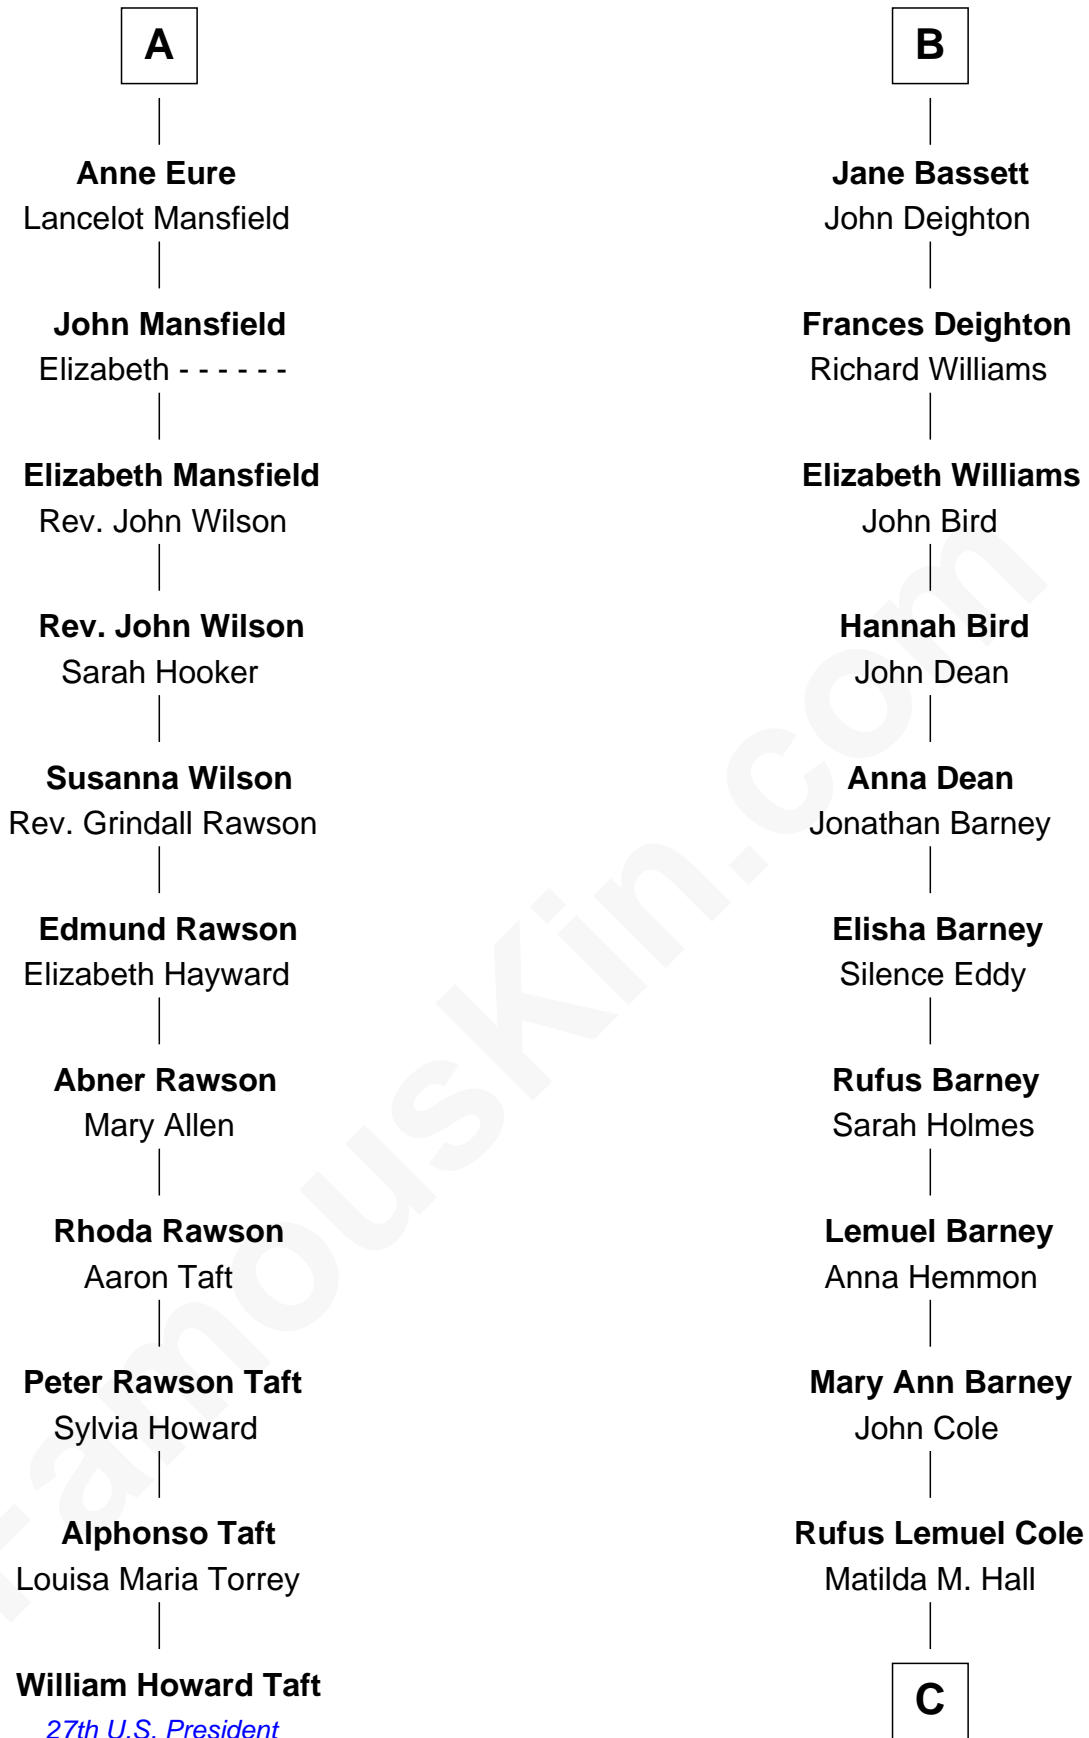 A
Anne Eure
Lancelot Mansfield
John Mansfield
Elizabeth - - - - - -
Elizabeth Mansfield
Rev. John Wilson
Rev. John Wilson
Sarah Hooker
Susanna Wilson
Rev. Grindall Rawson
Edmund Rawson
Elizabeth Hayward
Abner Rawson
Mary Allen
Rhoda Rawson
Aaron Taft
Peter Rawson Taft
Sylvia Howard
Alphonso Taft
Louisa Maria Torrey
William Howard Taft
27th U.S. President
B
Jane Bassett
John Deighton
Frances Deighton
Richard Williams
Elizabeth Williams
John Bird
Hannah Bird
John Dean
Anna Dean
Jonathan Barney
Elisha Barney
Silence Eddy
Rufus Barney
Sarah Holmes
Lemuel Barney
Anna Hemmon
Mary Ann Barney
John Cole
Rufus Lemuel Cole
Matilda M. Hall
C
FamousKin.com